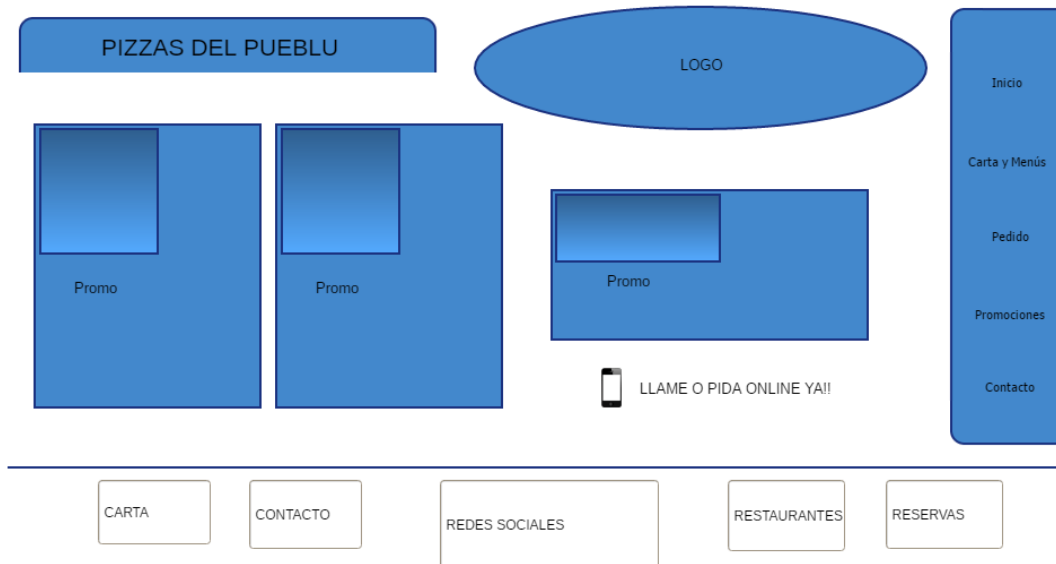 PIZZAS DEL PUEBLU
LOGO
Inicio
Carta y Menús
Pedido
Promociones
Contacto
Promo
Promo
Promo
LLAME O PIDA ONLINE YA!!
CARTA
CONTACTO
REDES SOCIALES
RESTAURANTES
RESERVAS